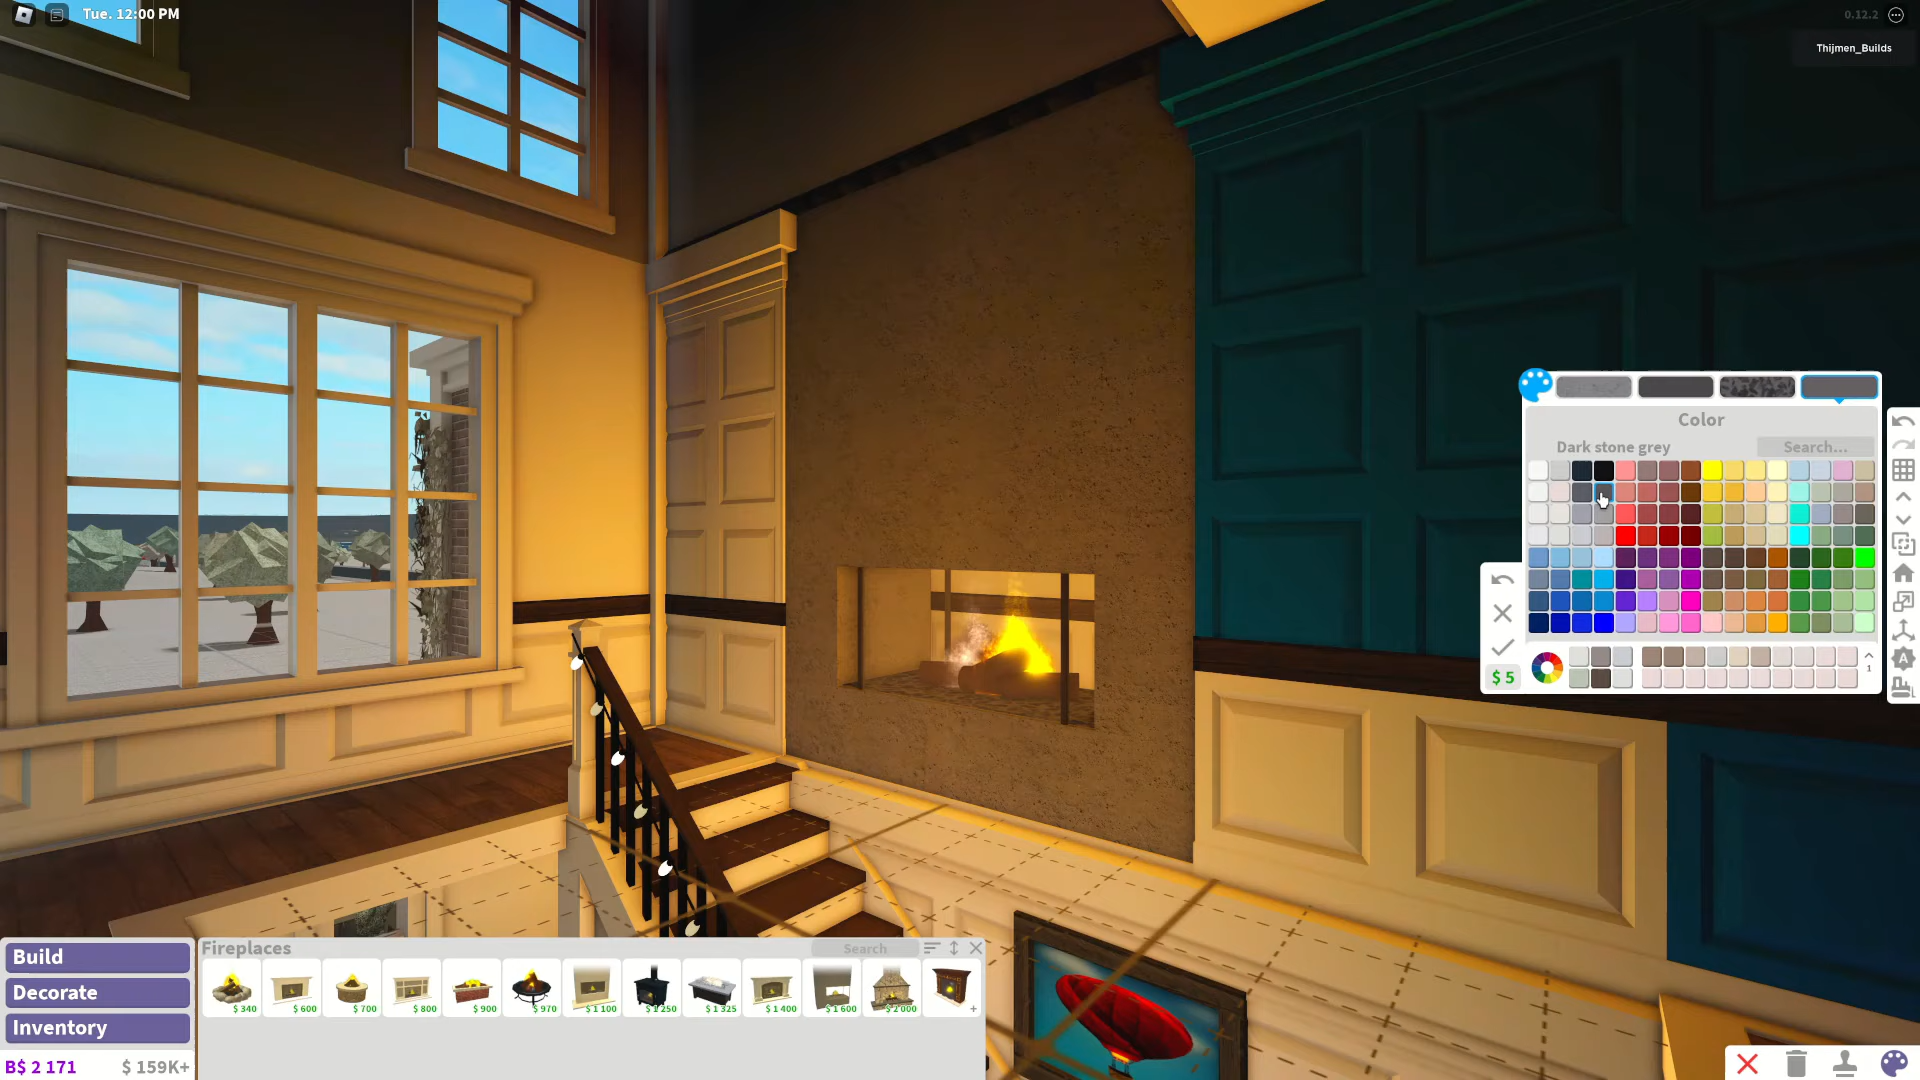 Tue. 12:00 PM
0.12.2
Thijmen_Builds
Color
Dark stone grey
Search...
$ 5
1
Fireplaces
Search
$ 340
$ 600
$ 700
$ 800
$ 900
$ 970
$ 1 100
$ 1 250
$ 1 325
$ 1 400
$ 1 600
$ 2 000
+
Build
Decorate
Inventory
B$ 2 171
$ 159K+